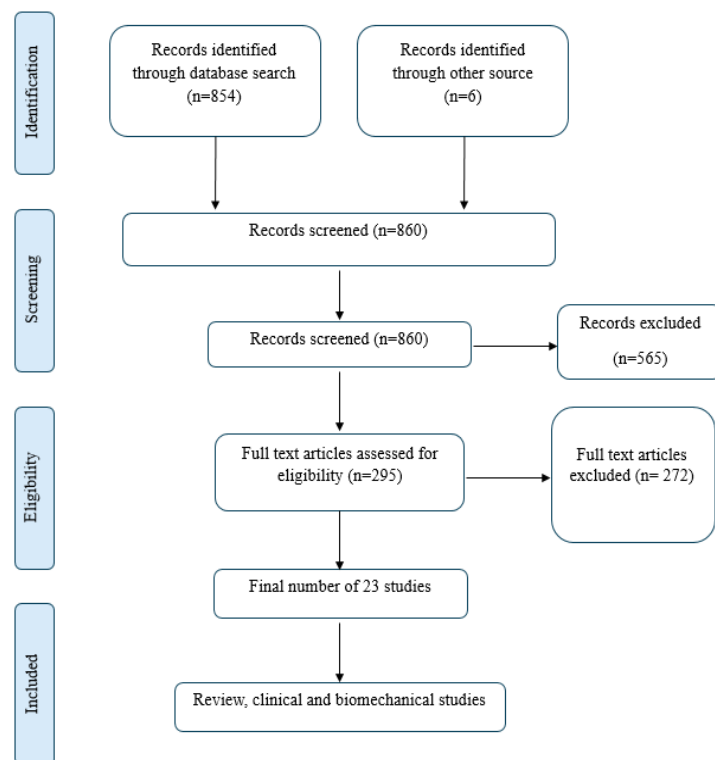 Identification
Records identified
through database search
(n=854)
Records identified
through other source
(n=6)
Screening
Records screened (n=860)
Records screened (n=860)
Records excluded
(n=565)
Eligibility
Full text articles assessed for
eligibility (n=295)
Full text articles
excluded (n= 272)
Final number of 23 studies
Included
Review, clinical and biomechanical studies